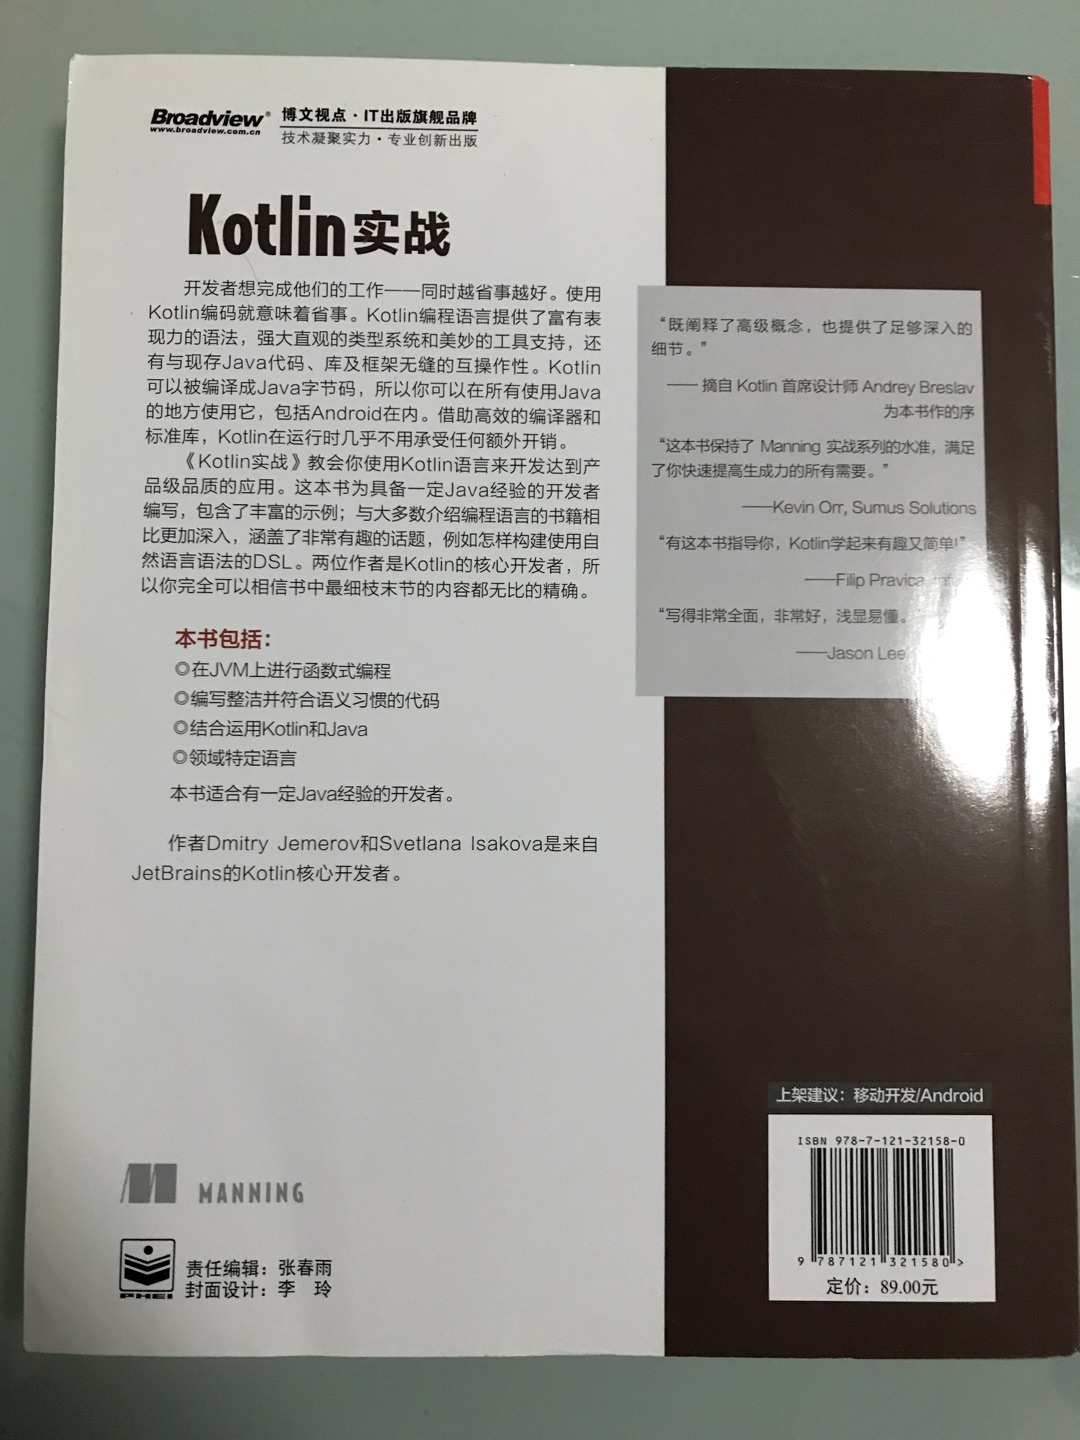 Broadview®
www.broadview.com.cn
博文视点·IT出版旗舰品牌
技术凝聚实力·专业创新出版
Kotlin实战
开发者想完成他们的工作——同时越省事越好。使用
Kotlin编码就意味着省事。Kotlin编程语言提供了富有表
现力的语法，强大直观的类型系统和美妙的工具支持，还
有与现存Java代码、库及框架无缝的互操作性。Kotlin
可以被编译成Java字节码，所以你可以在所有使用Java
的地方使用它，包括Android在内。借助高效的编译器和
标准库，Kotlin在运行时几乎不用承受任何额外开销。
《Kotlin实战》教会你使用Kotlin语言来开发达到产
品级品质的应用。这本书为具备一定Java经验的开发者
编写，包含了丰富的示例；与大多数介绍编程语言的书籍相
比更加深入，涵盖了非常有趣的话题，例如怎样构建使用自
然语言语法的DSL。两位作者是Kotlin的核心开发者，所
以你完全可以相信书中最细枝末节的内容都无比的精确。
本书包括：
◎在JVM上进行函数式编程
◎编写整洁并符合语义习惯的代码
◎结合运用Kotlin和Java
◎领域特定语言
本书适合有一定Java经验的开发者。
作者Dmitry Jemerov和Svetlana Isakova是来自
JetBrains的Kotlin核心开发者。
“既阐释了高级概念，也提供了足够深入的
细节。”
——摘自 Kotlin 首席设计师 Andrey Breslav
为本书作的序
“这本书保持了 Manning 实战系列的水准，满足
了你快速提高生成力的所有需要。”
——Kevin Orr, Sumus Solutions
“有这本书指导你，Kotlin学起来有趣又简单!”
——Filip Pravica,
“写得非常全面，非常好，浅显易懂。
——Jason Lee
MANNING
PHEI
责任编辑：张春雨
封面设计：李 玲
上架建议：移动开发/Android
ISBN 978-7-121-32158-0
9 787121 321580 >
定价：89.00元